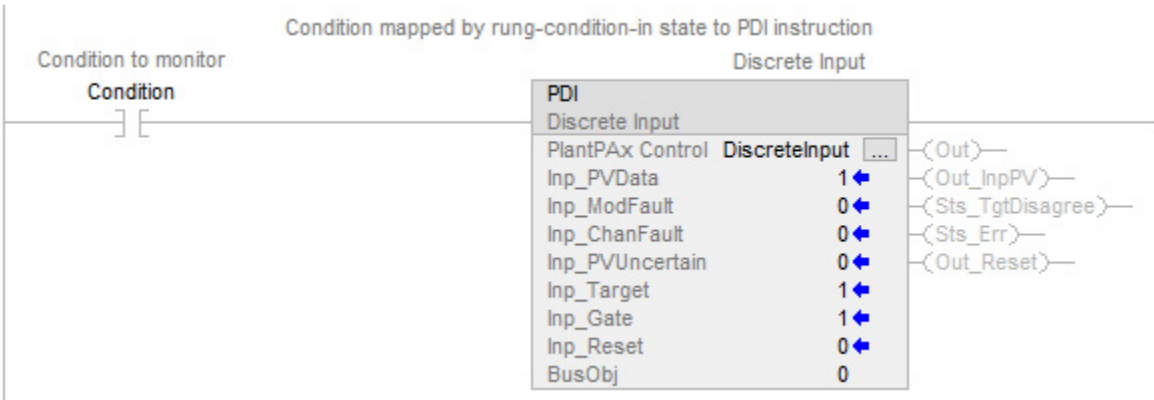 Condition mapped by rung-condition-in state to PDI instruction
Condition to monitor
Discrete Input
Condition
PDI
Discrete Input
PlantPAx Control DiscreteInput ... (Out)
Inp_PVData 1 (Out_InpPV)
Inp_ModFault 0 (Sts_TgtDisagree)
Inp_ChanFault 0 (Sts_Err)
Inp_PVUncertain 0 (Out_Reset)
Inp_Target 1
Inp_Gate 1
Inp_Reset 0
BusObj 0